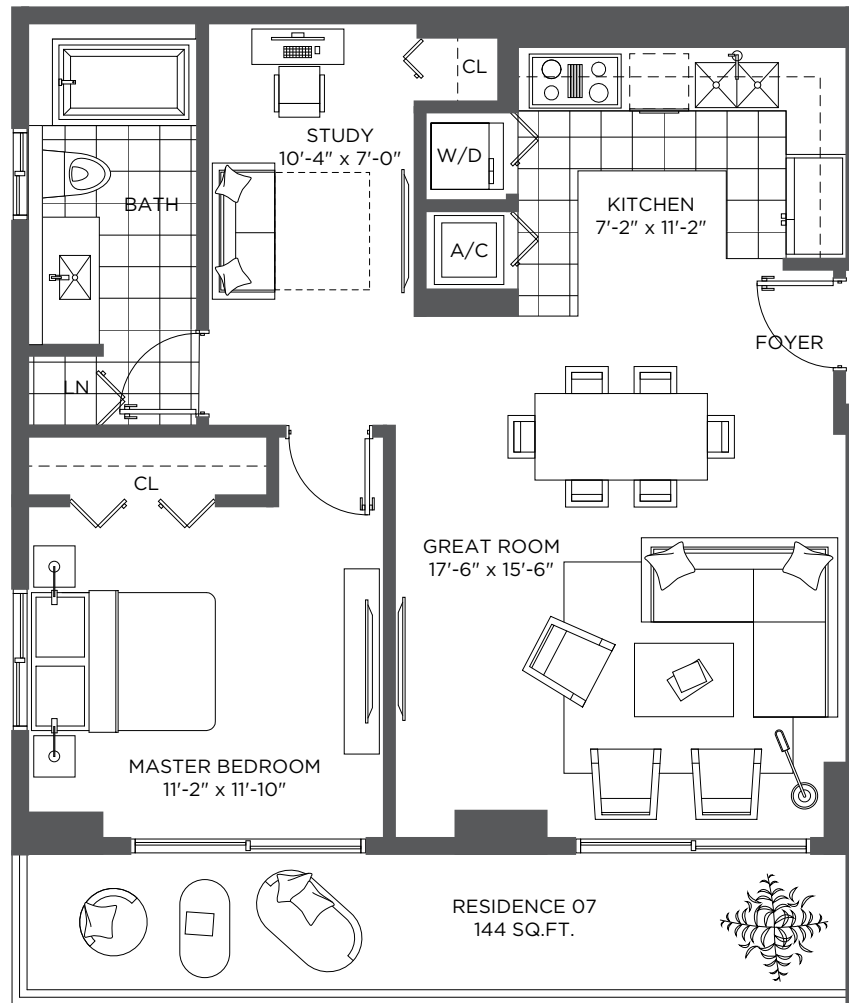 CL
STUDY
10'-4" x 7'-0"
W/D
BATH
KITCHEN
7'-2" x 11'-2"
A/C
FOYER
LN
CL
GREAT ROOM
17'-6" x 15'-6"
MASTER BEDROOM
11'-2" x 11'-10"
RESIDENCE 07
144 SQ.FT.